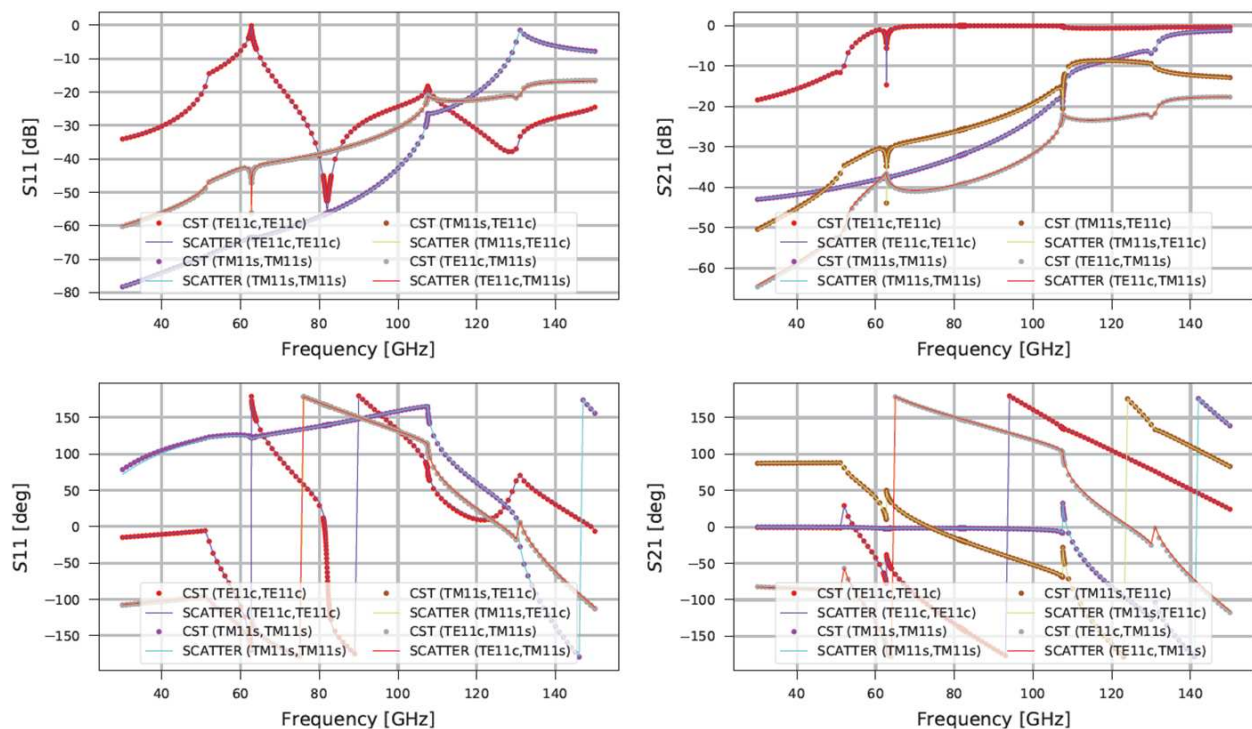 S11 [dB]
0
−10
−20
−30
−40
−50
−60
−70
−80
CST (TE11c,TE11c)
SCATTER (TE11c,TE11c)
CST (TM11s,TM11s)
SCATTER (TM11s,TM11s)
CST (TM11s,TE11c)
SCATTER (TM11s,TE11c)
CST (TE11c,TM11s)
SCATTER (TE11c,TM11s)
40 60 80 100 120 140
Frequency [GHz]
S21 [dB]
0
−10
−20
−30
−40
−50
−60
CST (TE11c,TE11c)
SCATTER (TE11c,TE11c)
CST (TM11s,TM11s)
SCATTER (TM11s,TM11s)
CST (TM11s,TE11c)
SCATTER (TM11s,TE11c)
CST (TE11c,TM11s)
SCATTER (TE11c,TM11s)
40 60 80 100 120 140
Frequency [GHz]
S11 [deg]
150
100
50
0
−50
−100
−150
CST (TE11c,TE11c)
SCATTER (TE11c,TE11c)
CST (TM11s,TM11s)
SCATTER (TM11s,TM11s)
CST (TM11s,TE11c)
SCATTER (TM11s,TE11c)
CST (TE11c,TM11s)
SCATTER (TE11c,TM11s)
40 60 80 100 120 140
Frequency [GHz]
S21 [deg]
150
100
50
0
−50
−100
−150
CST (TE11c,TE11c)
SCATTER (TE11c,TE11c)
CST (TM11s,TM11s)
SCATTER (TM11s,TM11s)
CST (TM11s,TE11c)
SCATTER (TM11s,TE11c)
CST (TE11c,TM11s)
SCATTER (TE11c,TM11s)
40 60 80 100 120 140
Frequency [GHz]